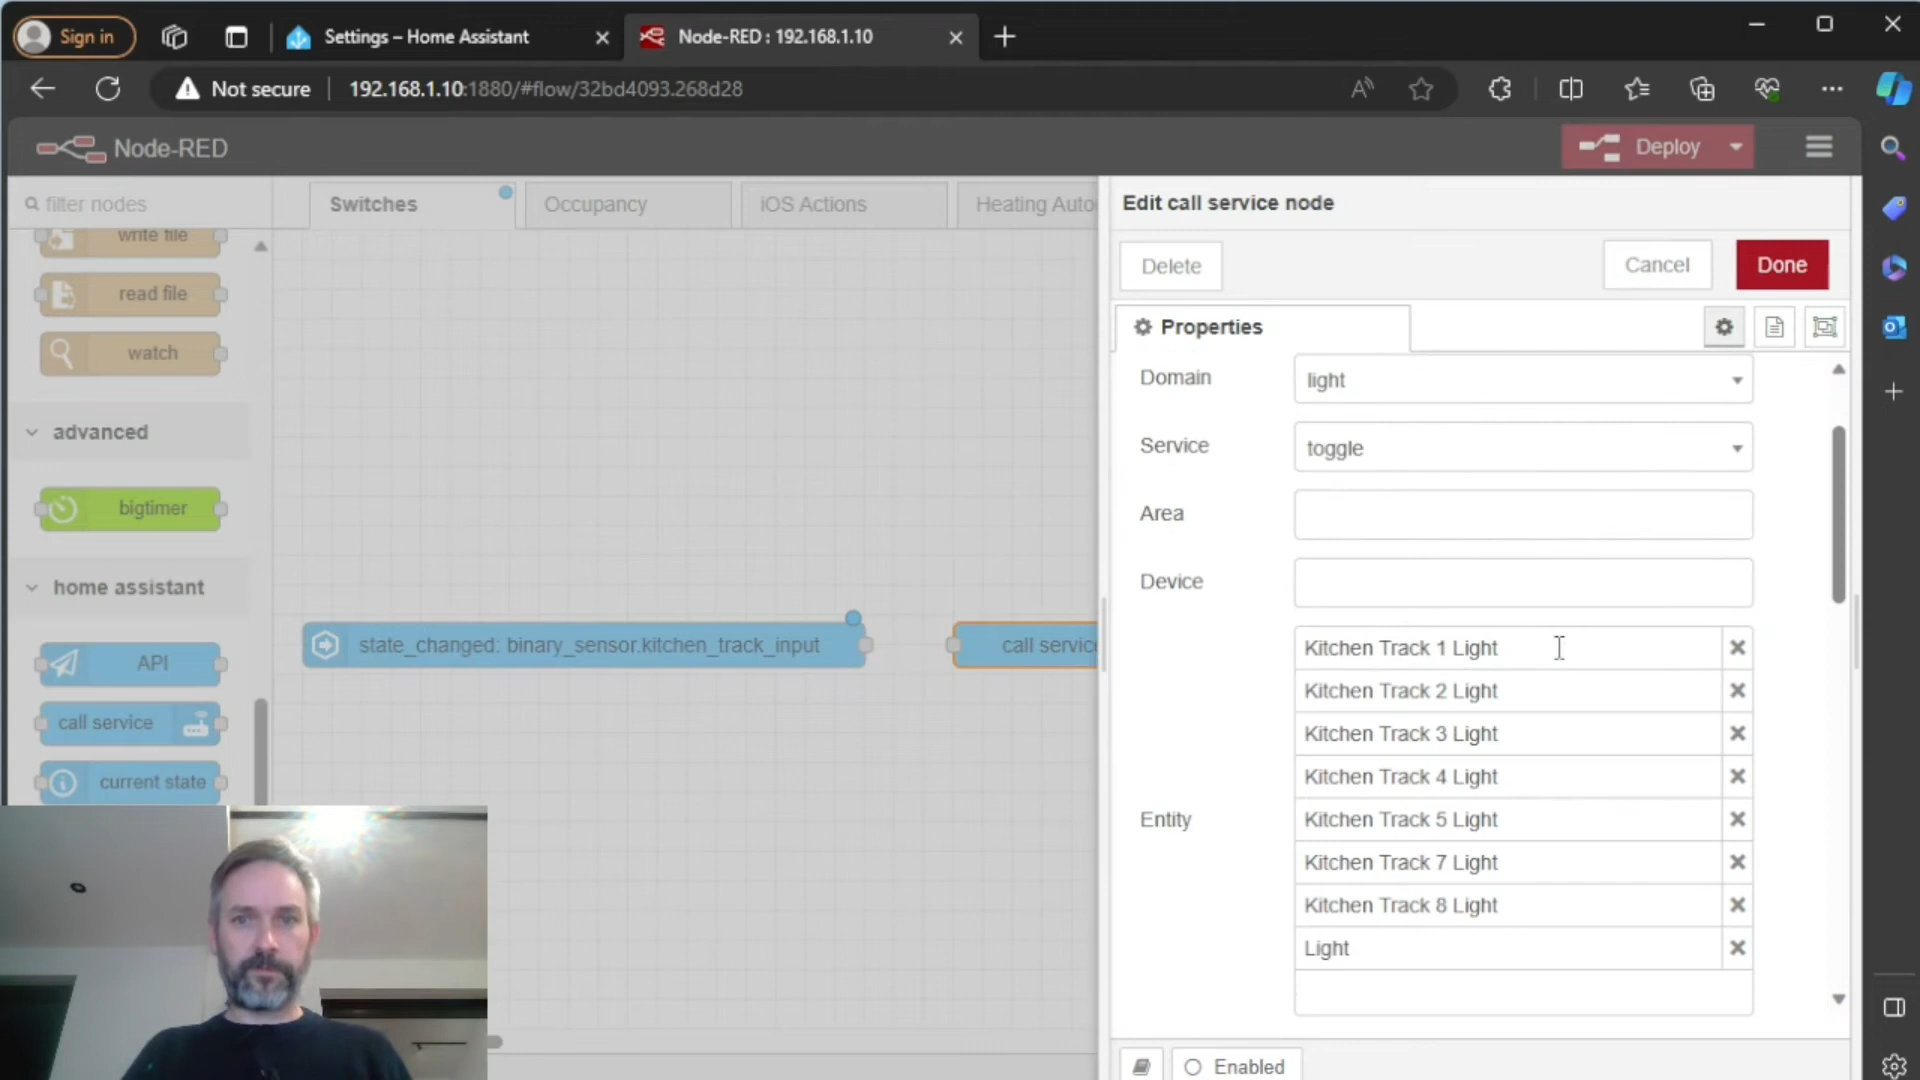 Sign in
Settings – Home Assistant
Node-RED : 192.168.1.10
Not secure
192.168.1.10:1880/#flow/32bd4093.268d28
Node-RED
Deploy
filter nodes
Switches
Occupancy
iOS Actions
Heating Auto
Edit call service node
Delete
Cancel
Done
Properties
write file
read file
watch
advanced
bigtimer
home assistant
API
call service
current state
state_changed: binary_sensor.kitchen_track_input
call service
Domain
light
Service
toggle
Area
Device
Entity
Kitchen Track 1 Light
Kitchen Track 2 Light
Kitchen Track 3 Light
Kitchen Track 4 Light
Kitchen Track 5 Light
Kitchen Track 7 Light
Kitchen Track 8 Light
Light
Enabled